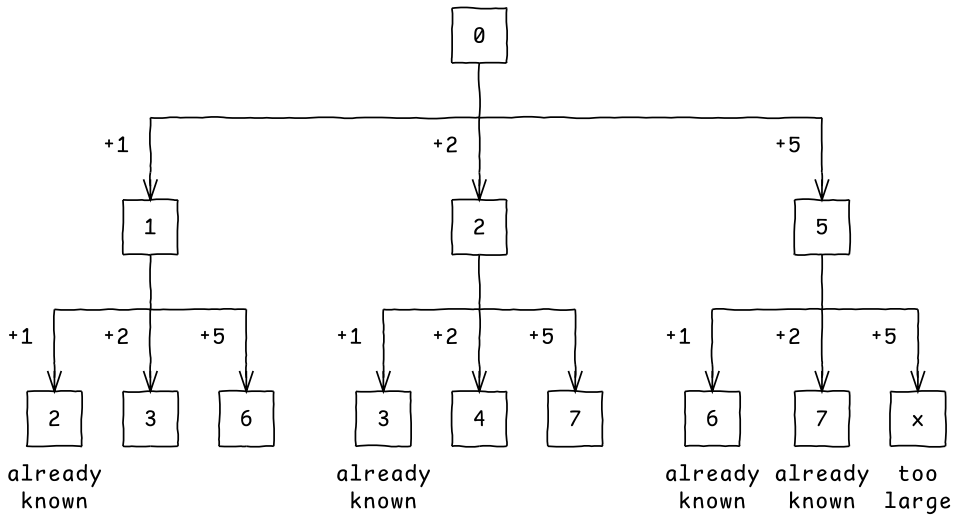 0
+1 +2 +5
1 2 5
+1 +2 +5 +1 +2 +5 +1 +2 +5
2 3 6 3 4 7 6 7 x
already already already already too
known known known known large